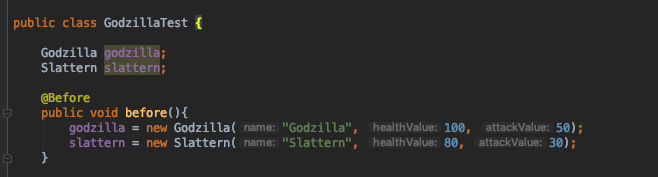 public class GodzillaTest {
Godzilla godzilla;
Slattern slattern;
@Before
public void before(){
godzilla = new Godzilla( name: "Godzilla", healthValue: 100, attackValue: 50);
slattern = new Slattern( name: "Slattern", healthValue: 80, attackValue: 30);
}